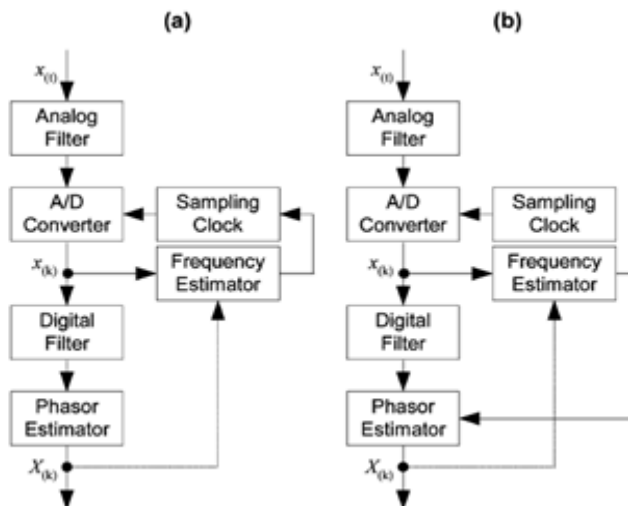 (a)
x(t)
Analog
Filter
A/D
Converter
Sampling
Clock
x(k)
Frequency
Estimator
Digital
Filter
Phasor
Estimator
X(k)
(b)
x(t)
Analog
Filter
A/D
Converter
Sampling
Clock
x(k)
Frequency
Estimator
Digital
Filter
Phasor
Estimator
X(k)